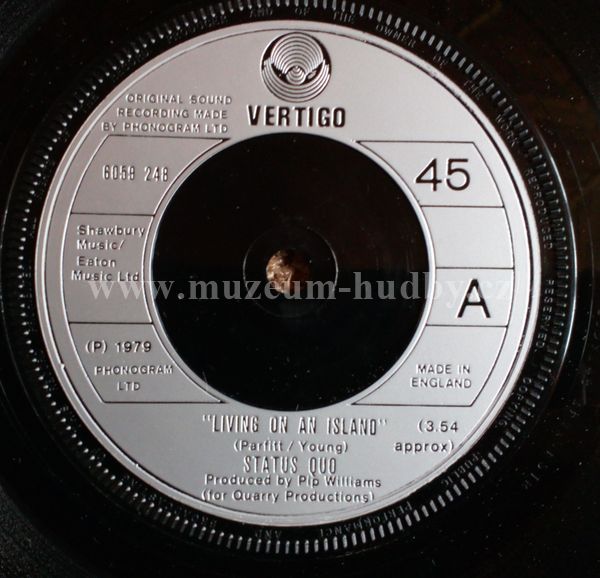 VERTIGO
ORIGINAL SOUND
RECORDING MADE
BY PHONOGRAM LTD
6059 248
45
Shawbury
Music/
Eaton
Music Ltd
A
(P) 1979
PHONOGRAM
LTD
MADE IN
ENGLAND
"LIVING ON AN ISLAND"
(3.54
approx)
(Parfitt / Young)
STATUS QUO
Produced by Pip Williams
(for Quarry Productions)
www.muzeum-hudby.cz